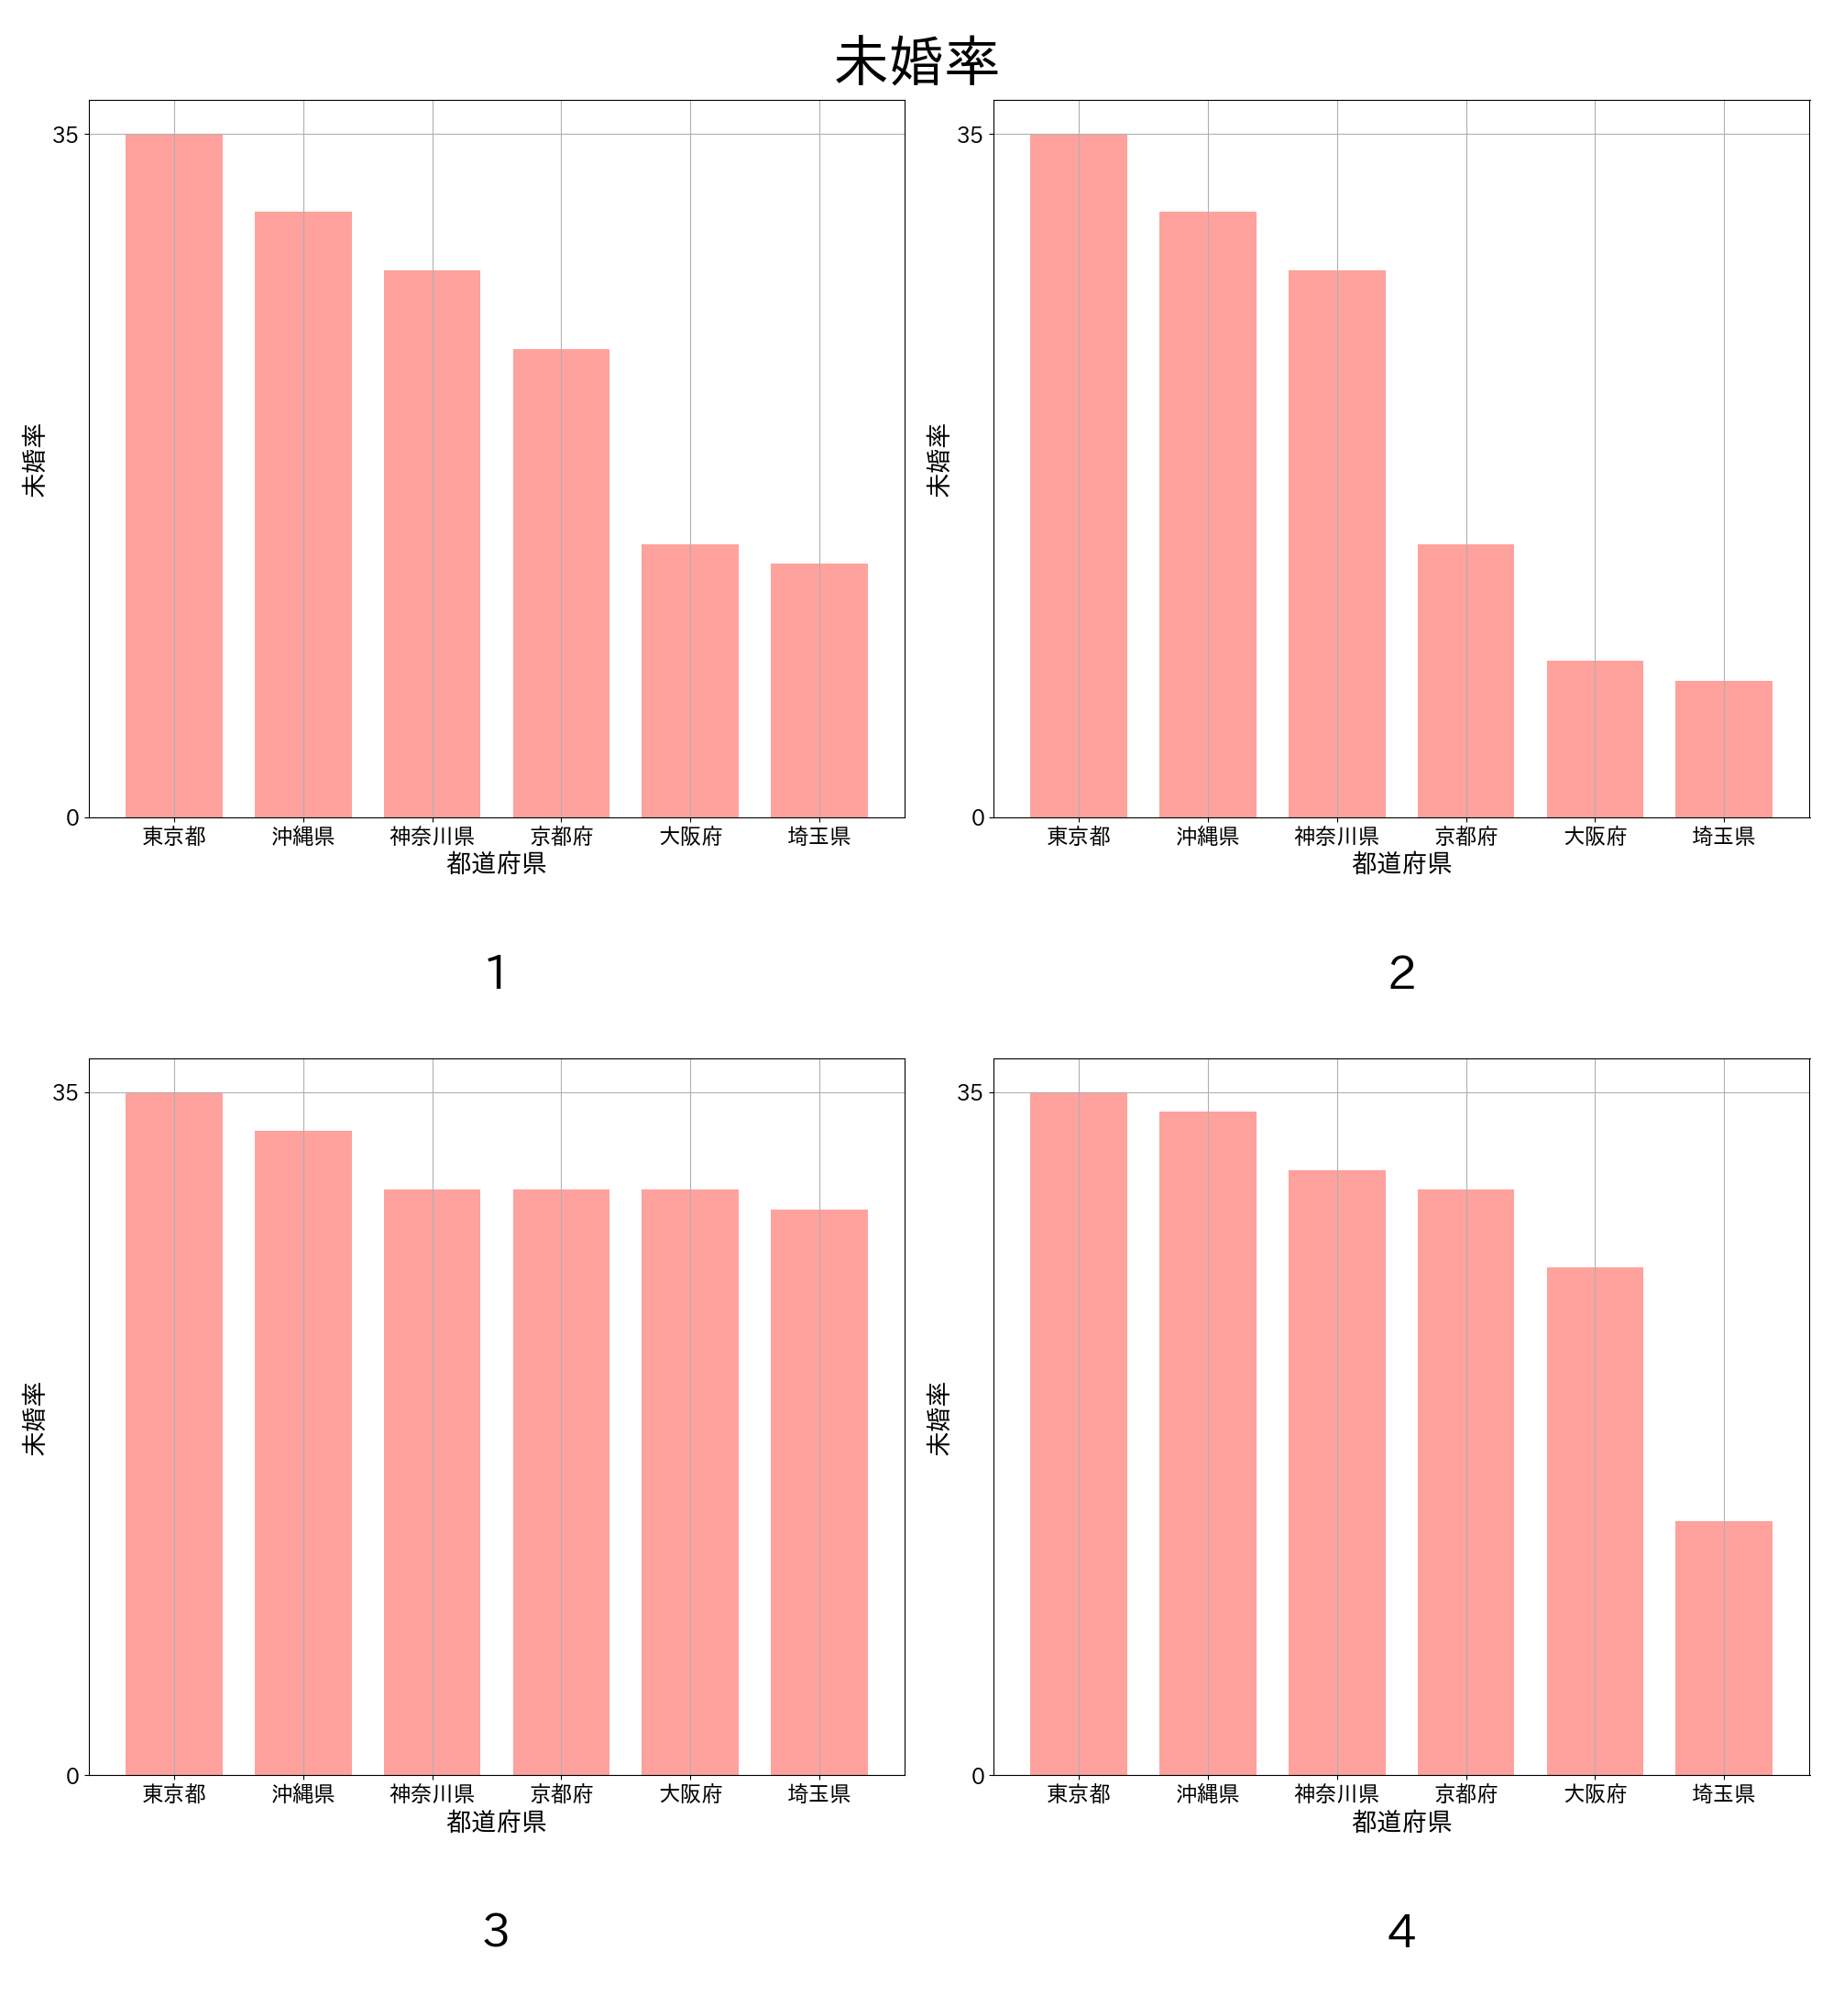 未婚率
35
0
未婚率
東京都 沖縄県 神奈川県 京都府 大阪府 埼玉県
都道府県
1
35
0
未婚率
東京都 沖縄県 神奈川県 京都府 大阪府 埼玉県
都道府県
2
35
0
未婚率
東京都 沖縄県 神奈川県 京都府 大阪府 埼玉県
都道府県
3
35
0
未婚率
東京都 沖縄県 神奈川県 京都府 大阪府 埼玉県
都道府県
4